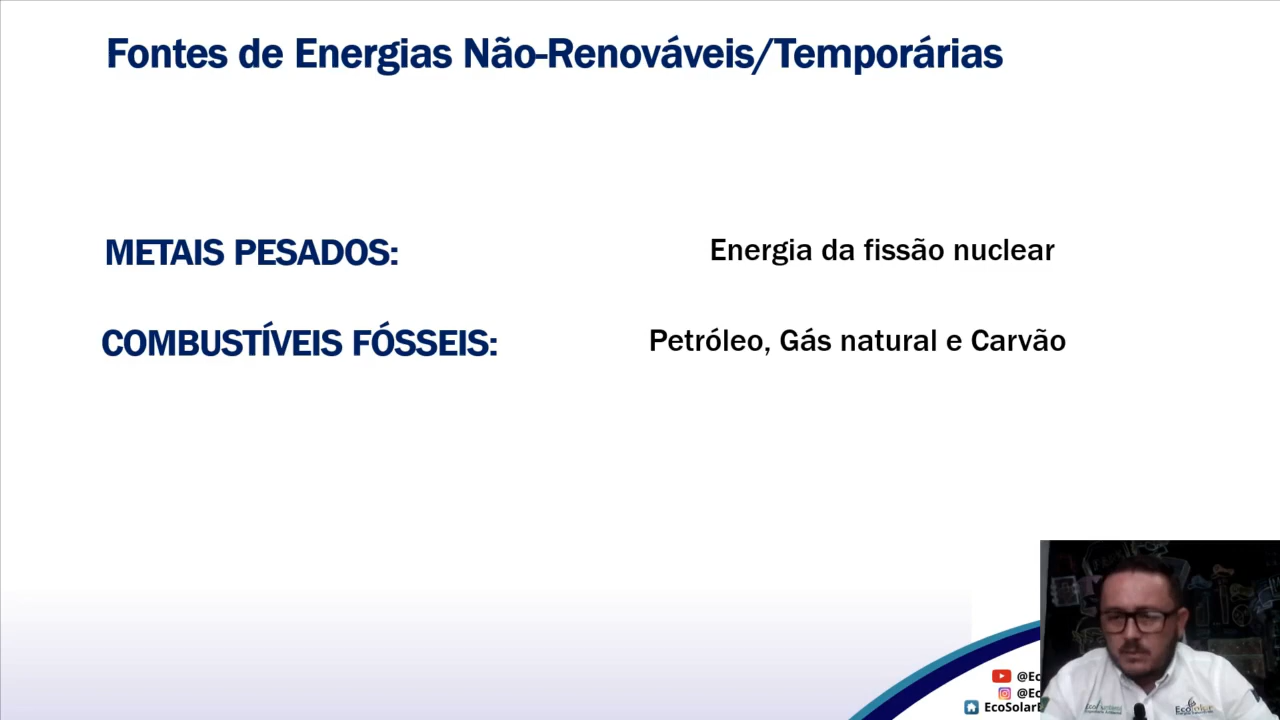 Fontes de Energias Não-Renováveis/Temporárias
METAIS PESADOS:
Energia da fissão nuclear
COMBUSTÍVEIS FÓSSEIS:
Petróleo, Gás natural e Carvão